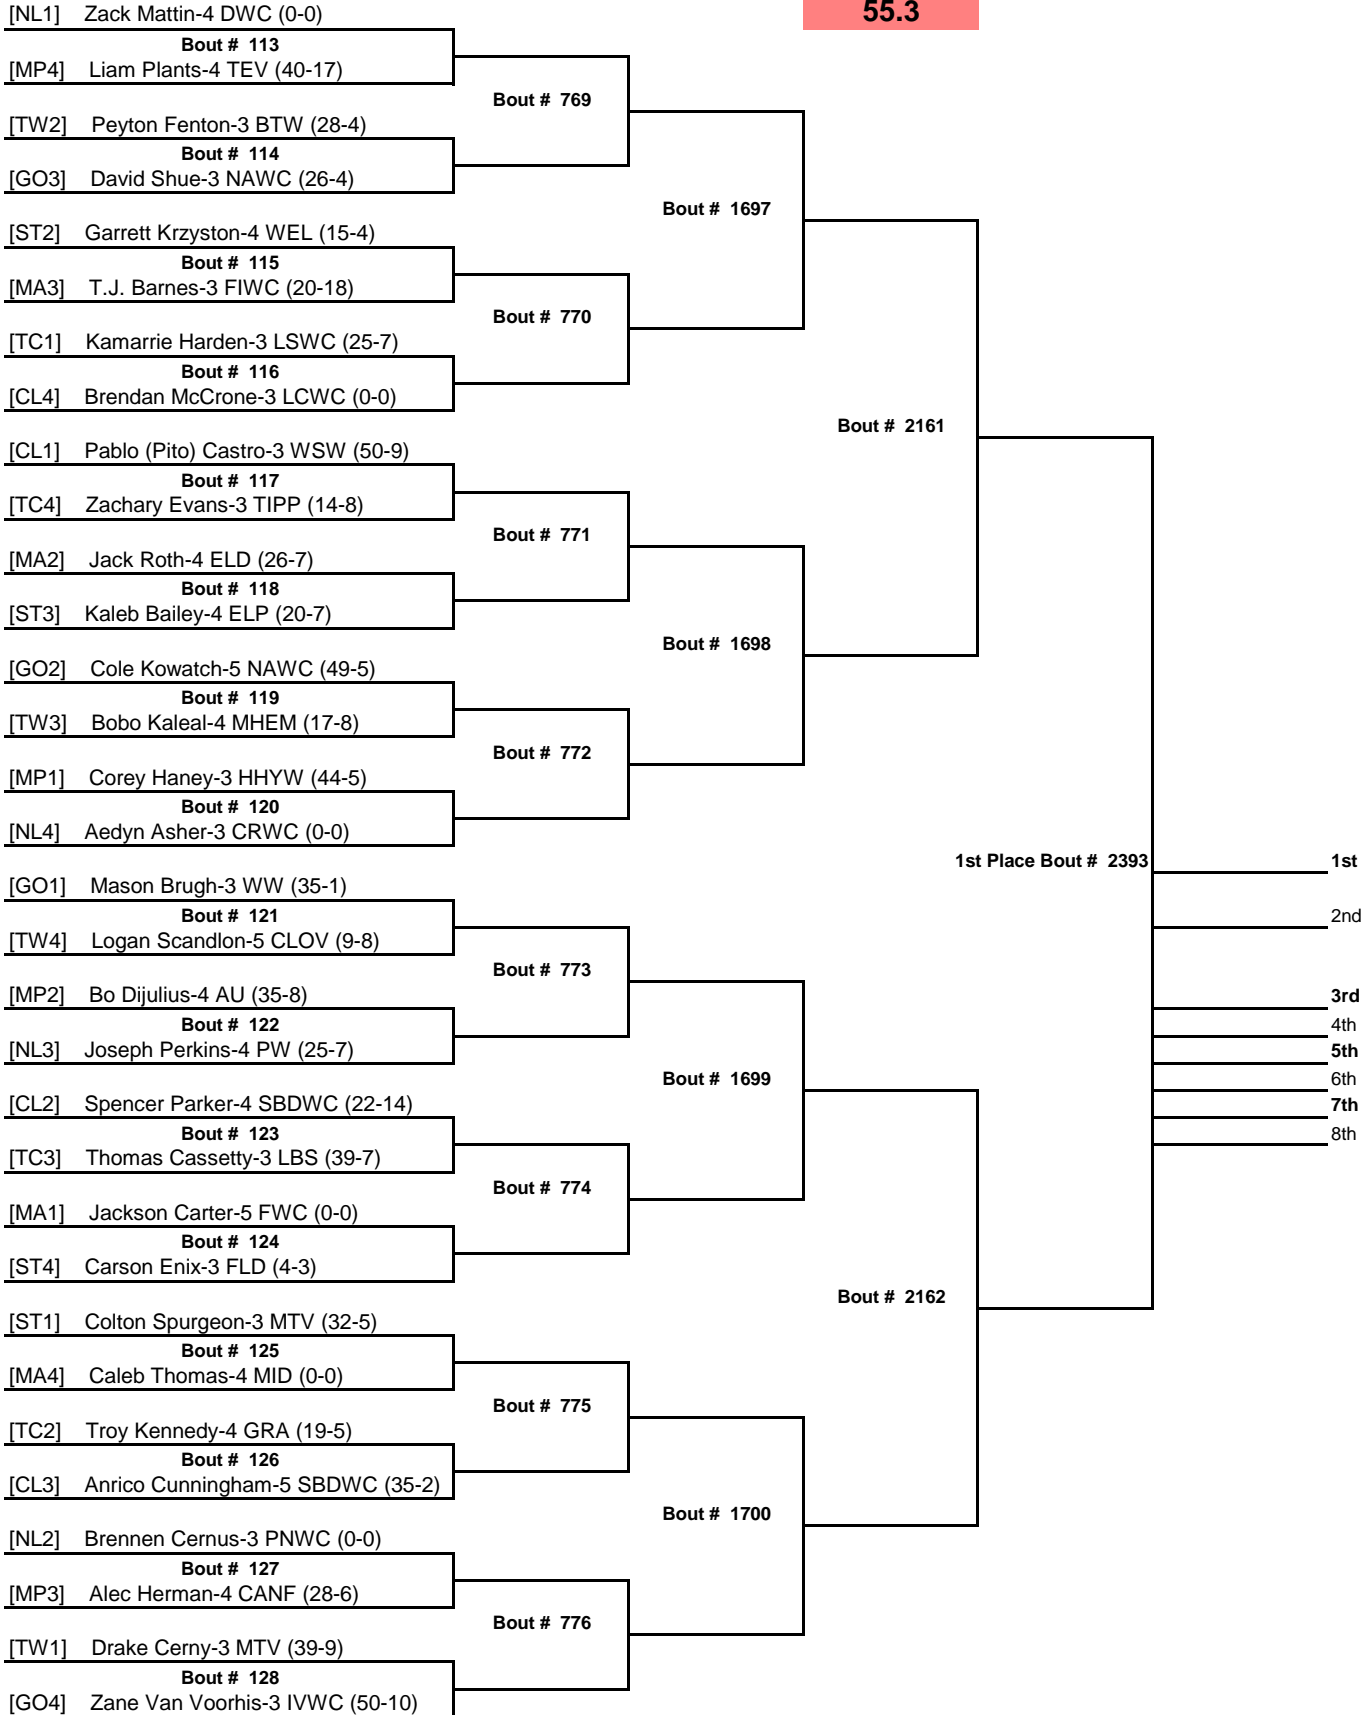 [NL1] Zack Mattin-4 DWC (0-0)
55.3
Bout # 113
[MP4] Liam Plants-4 TEV (40-17)
Bout # 769
[TW2] Peyton Fenton-3 BTW (28-4)
Bout # 114
[GO3] David Shue-3 NAWC (26-4)
Bout # 1697
[ST2] Garrett Krzyston-4 WEL (15-4)
Bout # 115
[MA3] T.J. Barnes-3 FIWC (20-18)
Bout # 770
[TC1] Kamarrie Harden-3 LSWC (25-7)
Bout # 116
[CL4] Brendan McCrone-3 LCWC (0-0)
Bout # 2161
[CL1] Pablo (Pito) Castro-3 WSW (50-9)
Bout # 117
[TC4] Zachary Evans-3 TIPP (14-8)
Bout # 771
[MA2] Jack Roth-4 ELD (26-7)
Bout # 118
[ST3] Kaleb Bailey-4 ELP (20-7)
Bout # 1698
[GO2] Cole Kowatch-5 NAWC (49-5)
Bout # 119
[TW3] Bobo Kaleal-4 MHEM (17-8)
Bout # 772
[MP1] Corey Haney-3 HHYW (44-5)
Bout # 120
[NL4] Aedyn Asher-3 CRWC (0-0)
1st Place Bout # 2393
1st
[GO1] Mason Brugh-3 WW (35-1)
Bout # 121
2nd
[TW4] Logan Scandlon-5 CLOV (9-8)
Bout # 773
[MP2] Bo Dijulius-4 AU (35-8)
3rd
Bout # 122
4th
[NL3] Joseph Perkins-4 PW (25-7)
5th
Bout # 1699
6th
[CL2] Spencer Parker-4 SBDWC (22-14)
7th
Bout # 123
8th
[TC3] Thomas Cassetty-3 LBS (39-7)
Bout # 774
[MA1] Jackson Carter-5 FWC (0-0)
Bout # 124
[ST4] Carson Enix-3 FLD (4-3)
Bout # 2162
[ST1] Colton Spurgeon-3 MTV (32-5)
Bout # 125
[MA4] Caleb Thomas-4 MID (0-0)
Bout # 775
[TC2] Troy Kennedy-4 GRA (19-5)
Bout # 126
[CL3] Anrico Cunningham-5 SBDWC (35-2)
Bout # 1700
[NL2] Brennen Cernus-3 PNWC (0-0)
Bout # 127
[MP3] Alec Herman-4 CANF (28-6)
Bout # 776
[TW1] Drake Cerny-3 MTV (39-9)
Bout # 128
[GO4] Zane Van Voorhis-3 IVWC (50-10)